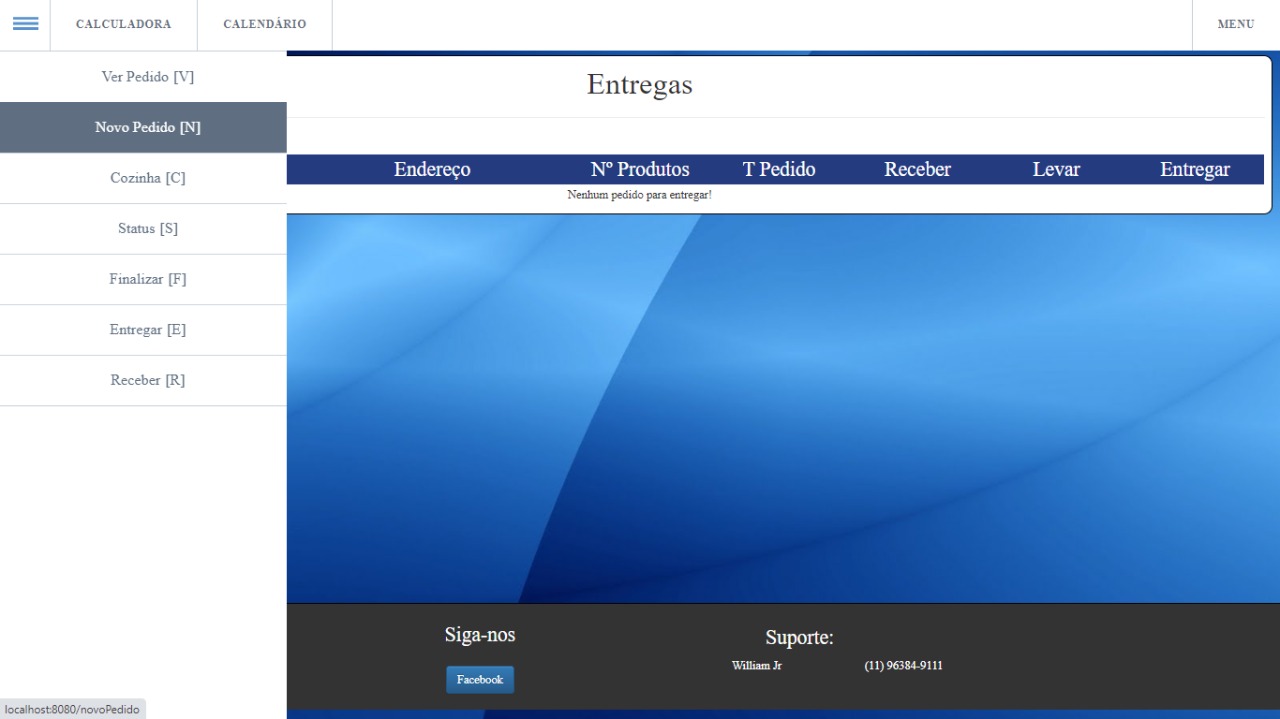 CALCULADORA CALENDÁRIO MENU
Ver Pedido [V]
Novo Pedido [N]
Cozinha [C]
Status [S]
Finalizar [F]
Entregar [E]
Receber [R]
Entregas
Endereço Nº Produtos T Pedido Receber Levar Entregar
Nenhum pedido para entregar!
Siga-nos
Facebook
Suporte:
William Jr (11) 96384-9111
localhost:8080/novoPedido